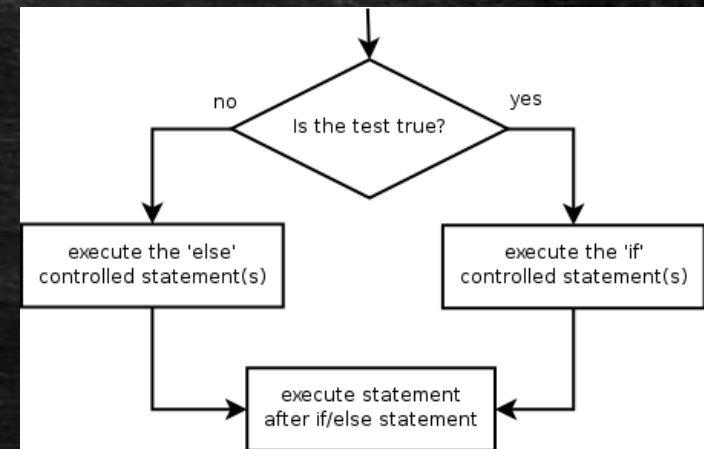 no
yes
Is the test true?
execute the 'else'
controlled statement(s)
execute the 'if'
controlled statement(s)
execute statement
after if/else statement